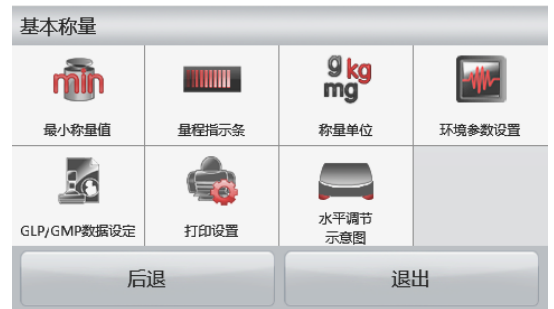 基本称量
min
最小称量值
量程指示条
g kg
mg
称量单位
环境参数设置
GLP/GMP数据设定
打印设置
水平调节
示意图
后退
退出